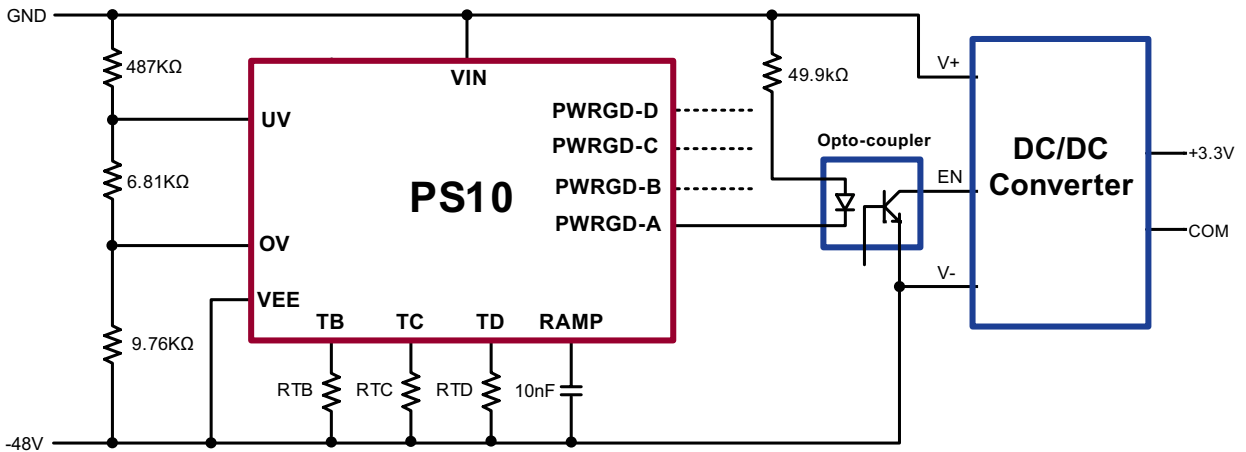 GND
487KΩ
VIN
49.9kΩ
V+
UV
PWRGD-D
Opto-coupler
DC/DC
Converter
+3.3V
6.81KΩ
PS10
PWRGD-C
PWRGD-B
EN
PWRGD-A
OV
COM
VEE
V-
9.76KΩ
TB
TC
TD
RAMP
RTB
RTC
RTD
10nF
-48V